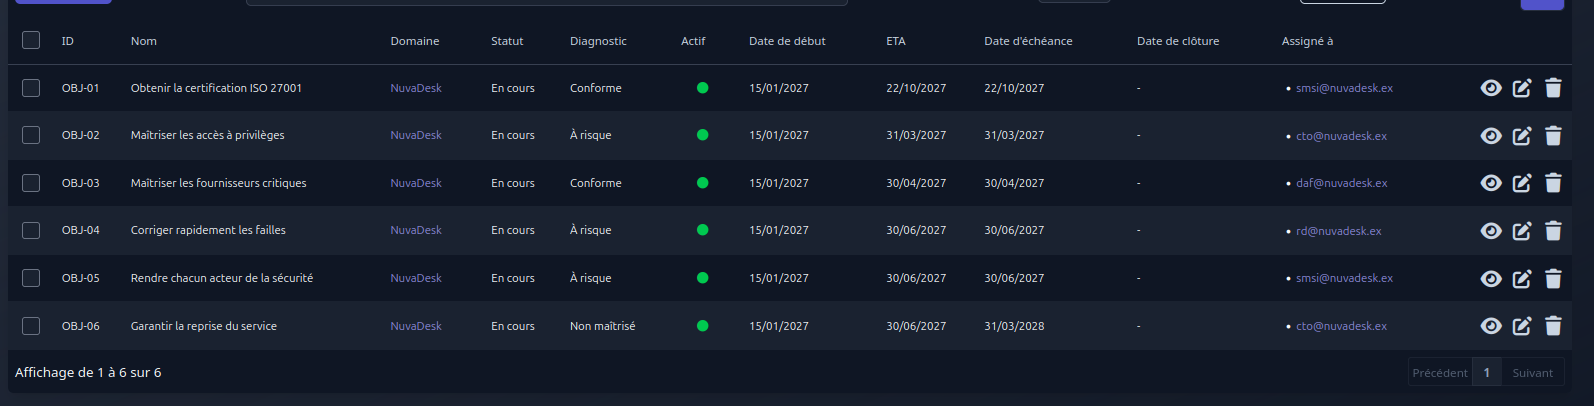 ID Nom Domaine Statut Diagnostic Actif Date de début ETA Date d'échéance Date de clôture Assigné à
OBJ-01 Obtenir la certification ISO 27001 NuvaDesk En cours Conforme 15/01/2027 22/10/2027 22/10/2027 - • smsi@nuvadesk.ex
OBJ-02 Maîtriser les accès à privilèges NuvaDesk En cours À risque 15/01/2027 31/03/2027 31/03/2027 - • cto@nuvadesk.ex
OBJ-03 Maîtriser les fournisseurs critiques NuvaDesk En cours Conforme 15/01/2027 30/04/2027 30/04/2027 - • daf@nuvadesk.ex
OBJ-04 Corriger rapidement les failles NuvaDesk En cours À risque 15/01/2027 30/06/2027 30/06/2027 - • rd@nuvadesk.ex
OBJ-05 Rendre chacun acteur de la sécurité NuvaDesk En cours À risque 15/01/2027 30/06/2027 30/06/2027 - • smsi@nuvadesk.ex
OBJ-06 Garantir la reprise du service NuvaDesk En cours Non maîtrisé 15/01/2027 30/06/2027 31/03/2028 - • cto@nuvadesk.ex
Affichage de 1 à 6 sur 6 Précédent 1 Suivant